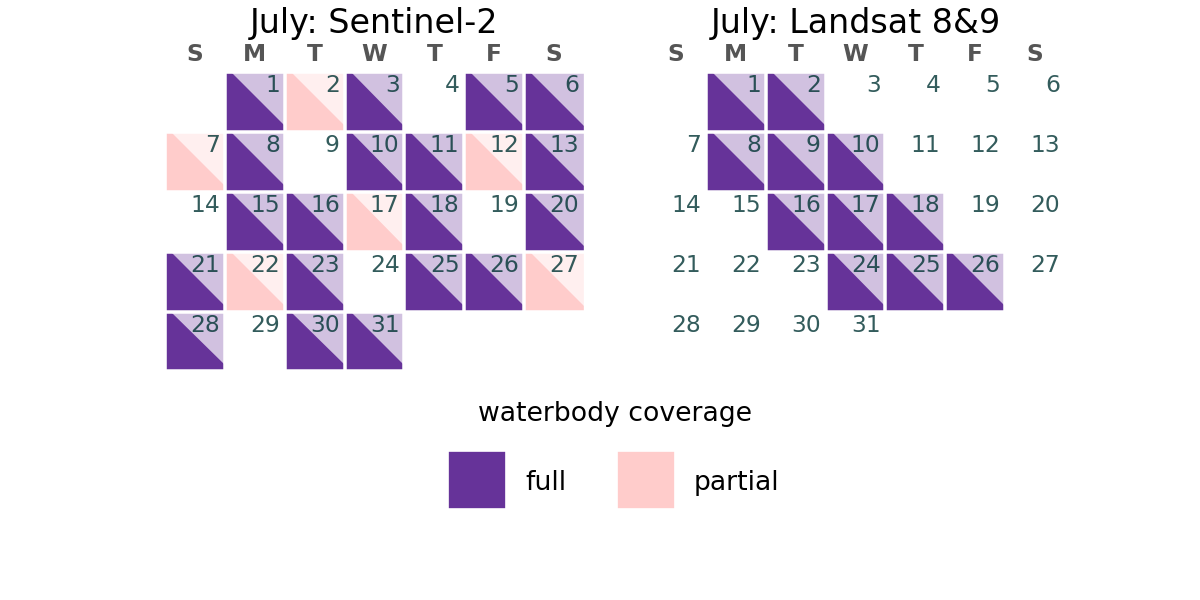 July: Sentinel-2
S M T W T F S
1 2 3 4 5 6
7 8 9 10 11 12 13
14 15 16 17 18 19 20
21 22 23 24 25 26 27
28 29 30 31
July: Landsat 8&9
S M T W T F S
1 2 3 4 5 6
7 8 9 10 11 12 13
14 15 16 17 18 19 20
21 22 23 24 25 26 27
28 29 30 31
waterbody coverage
full partial